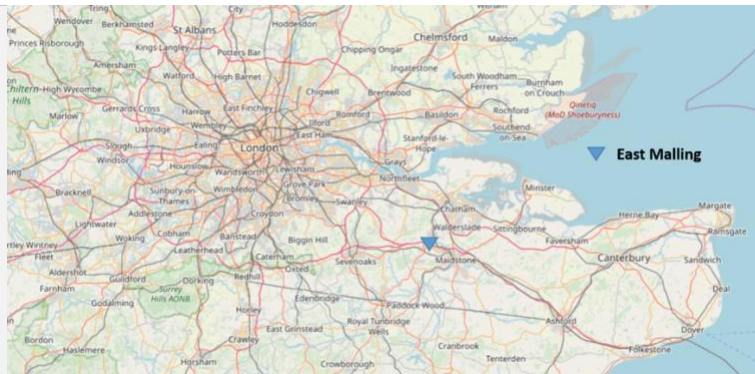 Tring
City
Hoddesdon
Wendover
Berkhamsted
St Albans
Chelmsford
Maldon
Princes Risborough
Kings Langley
Potters Bar
Chipping Ongar
Amersham
Ingatestone
Watford
High Barnet
South Woodham
Ferrers
Burnham
on Crouch
Chiltern
Hills
High Wycombe
Chigwell
Brentwood
Marlow
Gerrards Cross
Harrow
East Finchley
Romford
Rochford
Qinetiq
(MoD Shoeburyness)
Uxbridge
Wembley
Ilford
Basildon
Southend
on-Sea
Slough
Ealing
London
East Ham
Stanford-le-
Hope
East Malling
Windsor
Hounslow
Wandsworth
Lewisham
Grays
Northfleet
Bracknell
Sunbury-on-
Thames
Wimbledon
Grove Park
Bromley
Swanley
Minster
Margate
Lightwater
Addlestone
Croydon
Chatham
Walderslade
Sittingbourne
Herne Bay
Ramsgate
Hartley Wintney
Woking
Cobham
Banstead
Biggin Hill
Faversham
Fleet
Leatherhead
Caterham
Sevenoaks
Maidstone
Canterbury
Sandwich
Aldershot
Guildford
Dorking
Redhill
Oxted
Farnham
Surrey
Hills AONB
Deal
Godalming
Horley
Edenbridge
Paddock Wood
East Grinstead
Royal Tunbridge
Wells
Ashford
Dover
Bordon
Haslemere
Crawley
Cranbrook
Folkestone
Horsham
Crowborough
Tenterden